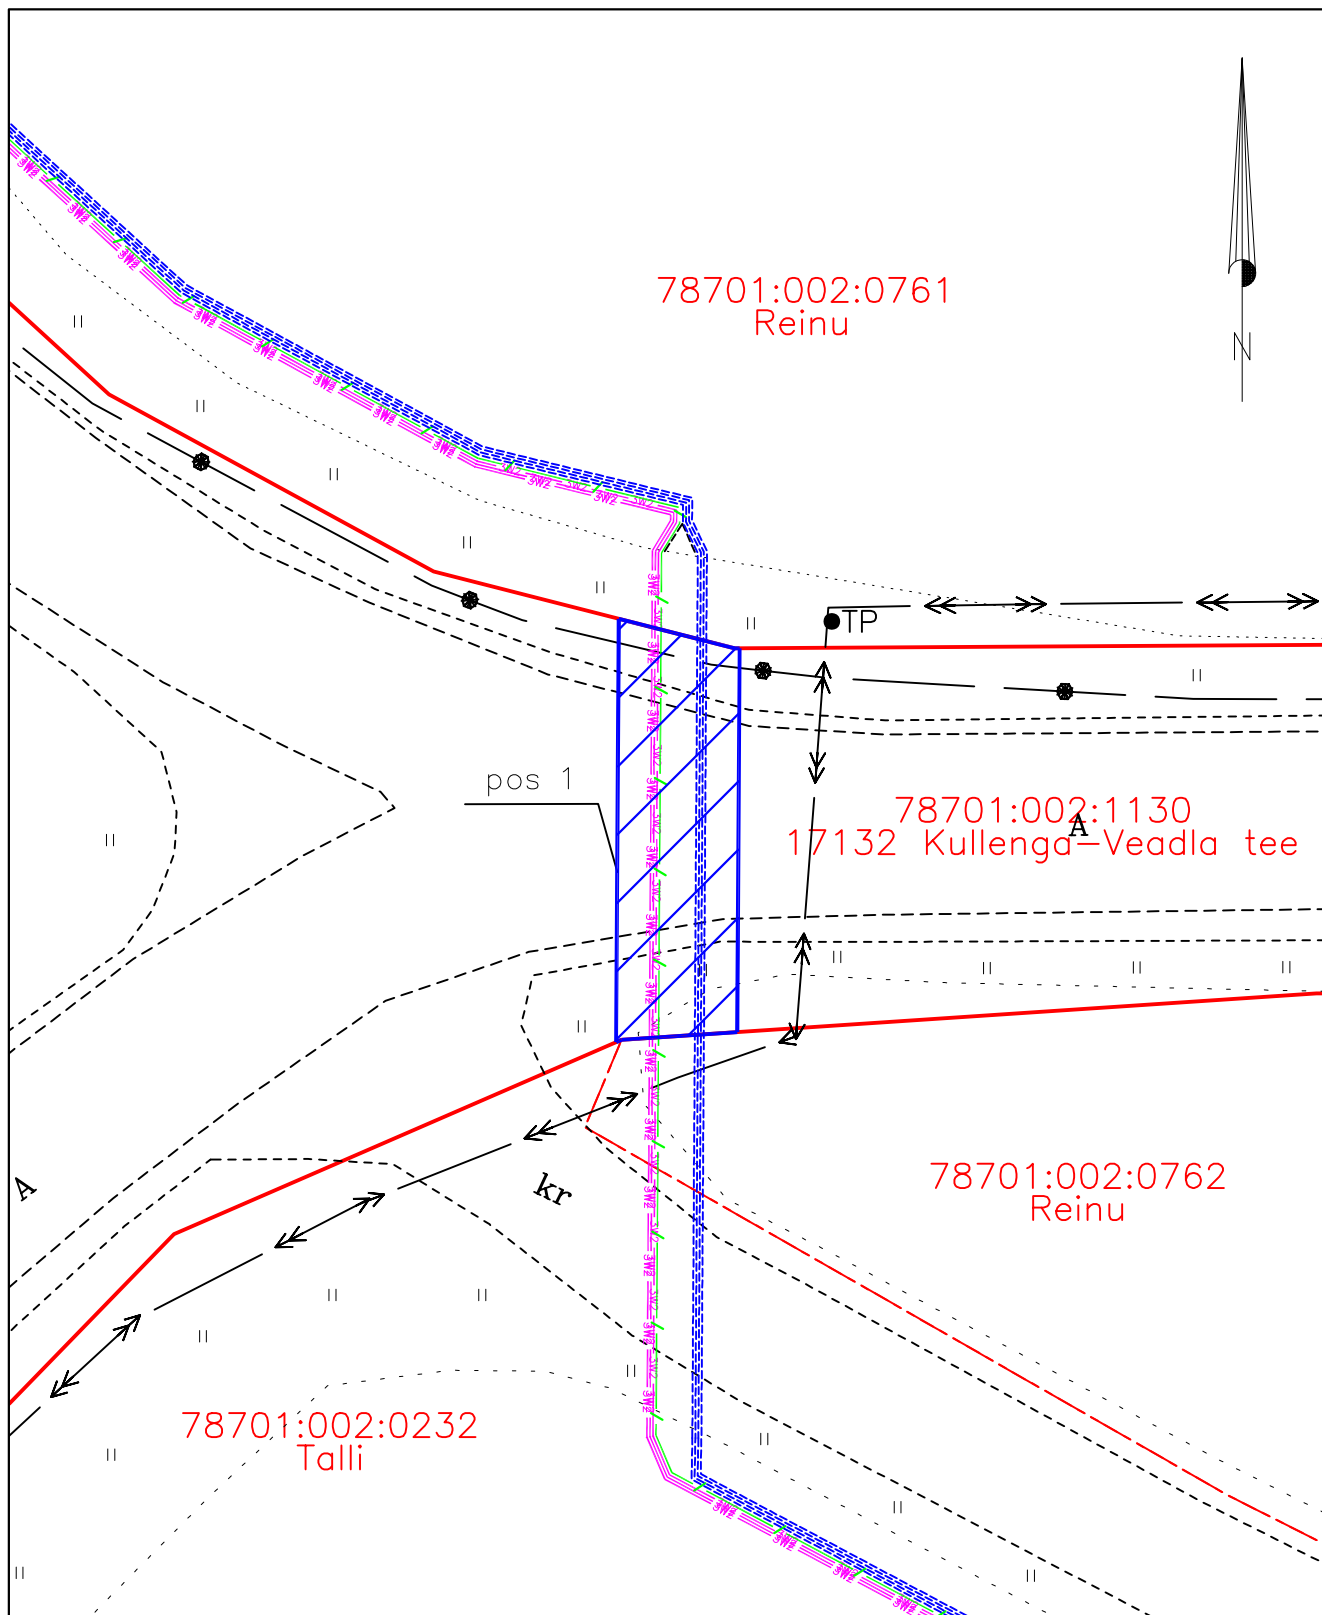 78701:002:0761
Reinu
N
TP
pos 1
78701:002:1130
A
17132 Kullenga-Veadla tee
A
kr
78701:002:0762
Reinu
78701:002:0232
Talli